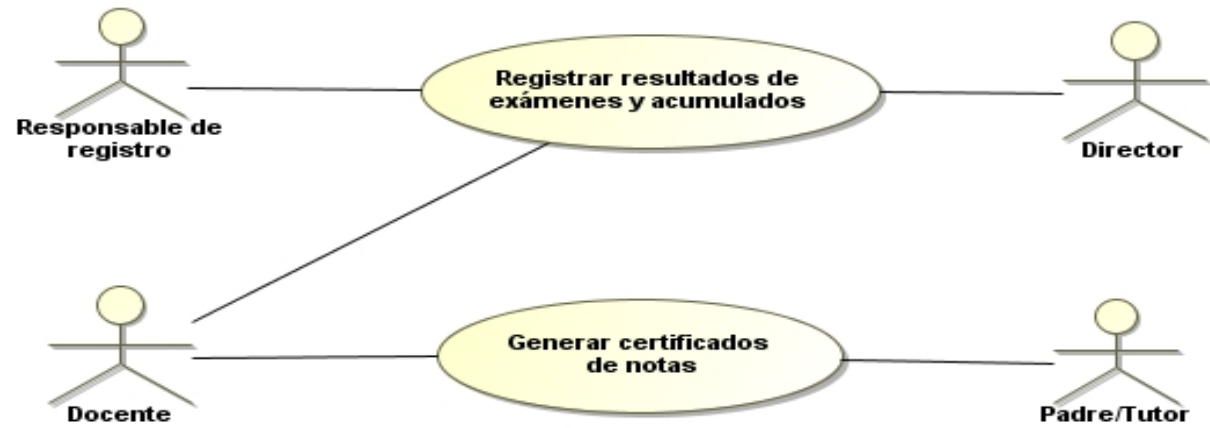 Registrar resultados de
exámenes y acumulados
Responsable de
registro
Director
Generar certificados
de notas
Docente
Padre/Tutor